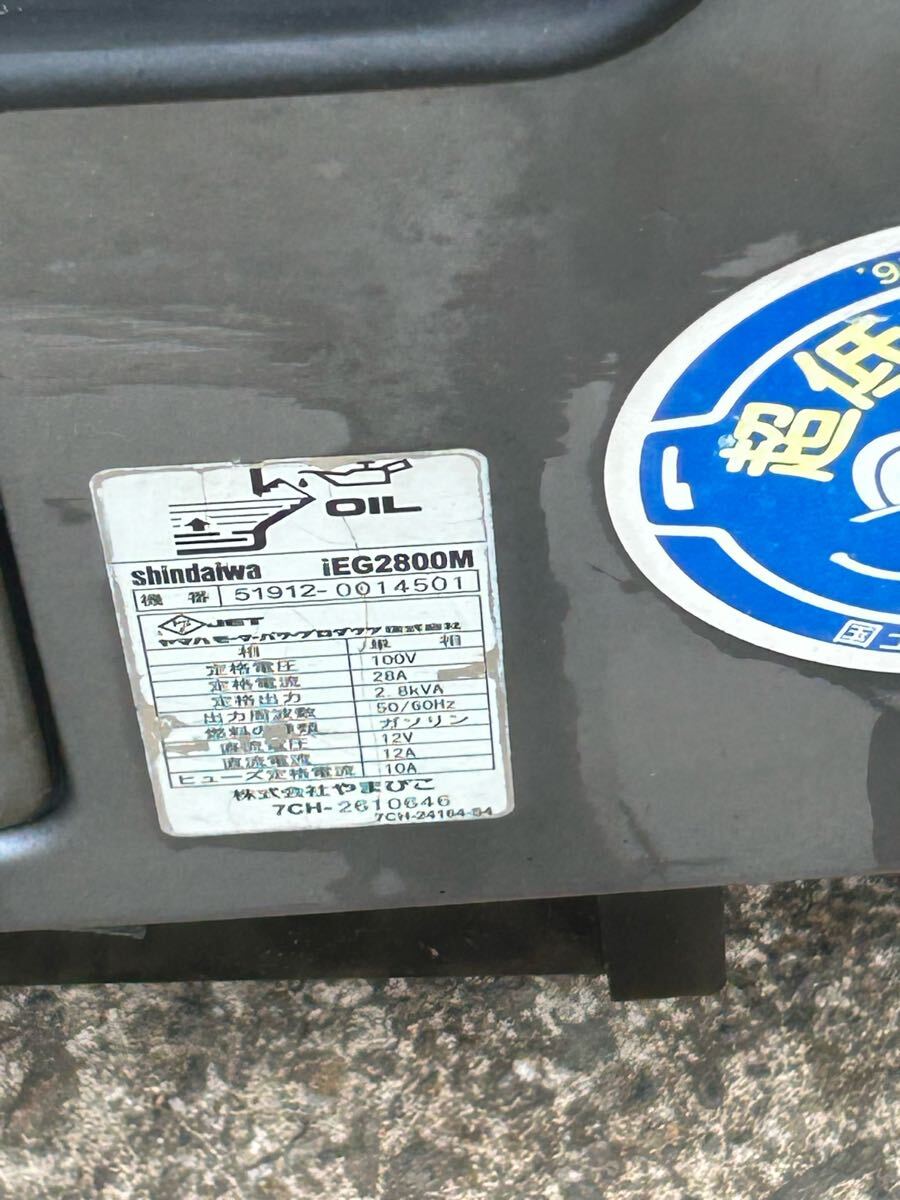 OIL
shindaiwa iEG2800M
機番 51912-0014501
JET
ヤマハモーターパワープロダクツ株式会社
相 単相
定格電圧 100V
定格電流 28A
定格出力 2.8kVA
出力周波数 50/60Hz
燃料の種類 ガソリン
直流電圧 12V
直流電流 12A
ヒューズ定格電流 10A
株式会社やまびこ
7CH-2610646
超低
国